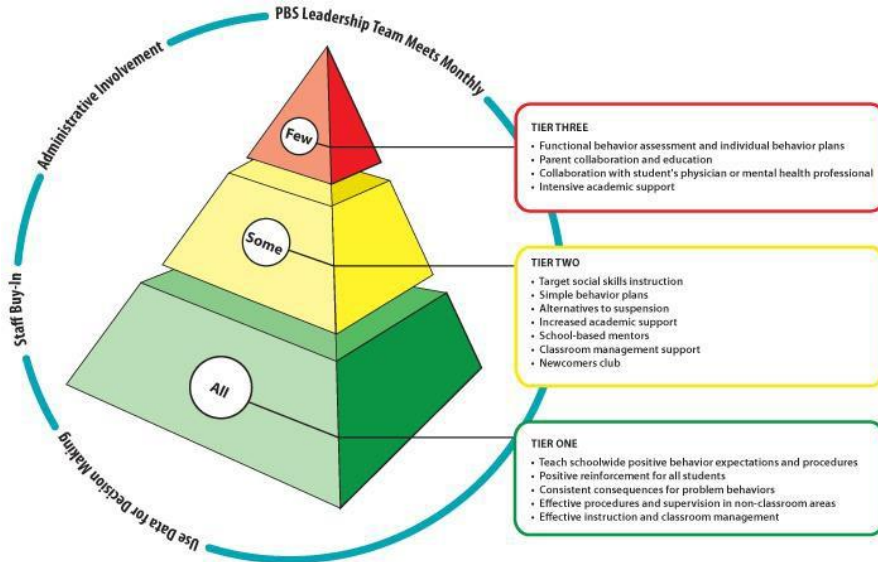 PBS Leadership Team Meets Monthly
Administrative Involvement
Staff Buy-In
Use Data for Decision Making
Few
TIER THREE
• Functional behavior assessment and individual behavior plans
• Parent collaboration and education
• Collaboration with student's physician or mental health professional
• Intensive academic support
Some
TIER TWO
• Target social skills instruction
• Simple behavior plans
• Alternatives to suspension
• Increased academic support
• School-based mentors
• Classroom management support
• Newcomers club
All
TIER ONE
• Teach schoolwide positive behavior expectations and procedures
• Positive reinforcement for all students
• Consistent consequences for problem behaviors
• Effective procedures and supervision in non-classroom areas
• Effective instruction and classroom management